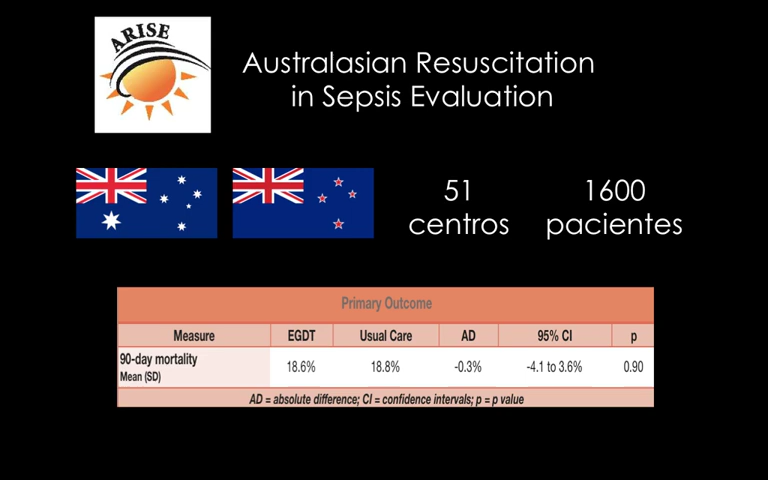 ARISE
Australasian Resuscitation
in Sepsis Evaluation
51
centros
1600
pacientes
Primary Outcome
Measure EGDT Usual Care AD 95% CI p
90-day mortality
Mean (SD) 18.6% 18.8% -0.3% -4.1 to 3.6% 0.90
AD = absolute difference; CI = confidence intervals; p = p value